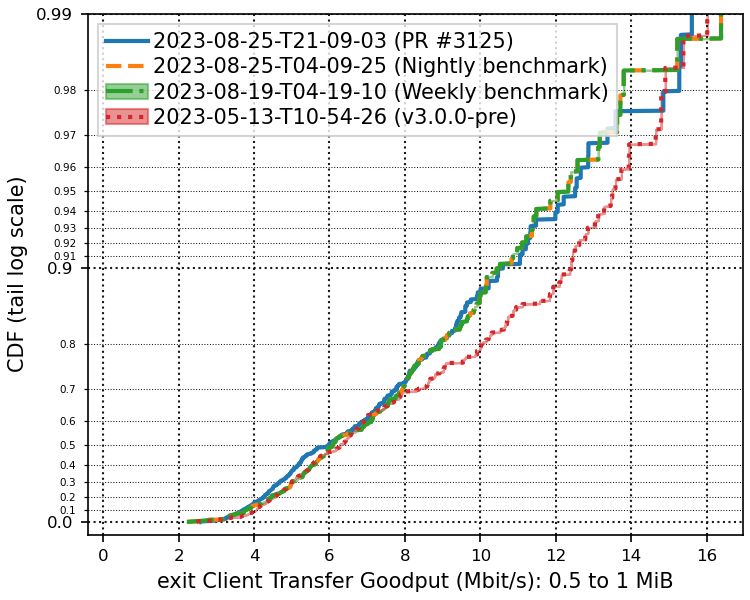 0.99
2023-08-25-T21-09-03 (PR #3125)
2023-08-25-T04-09-25 (Nightly benchmark)
2023-08-19-T04-19-10 (Weekly benchmark)
2023-05-13-T10-54-26 (v3.0.0-pre)
0.98
0.97
0.96
0.95
0.94
0.93
0.92
0.91
0.9
0.8
0.7
0.6
0.5
0.4
0.3
0.2
0.1
0.0
CDF (tail log scale)
0 2 4 6 8 10 12 14 16
exit Client Transfer Goodput (Mbit/s): 0.5 to 1 MiB